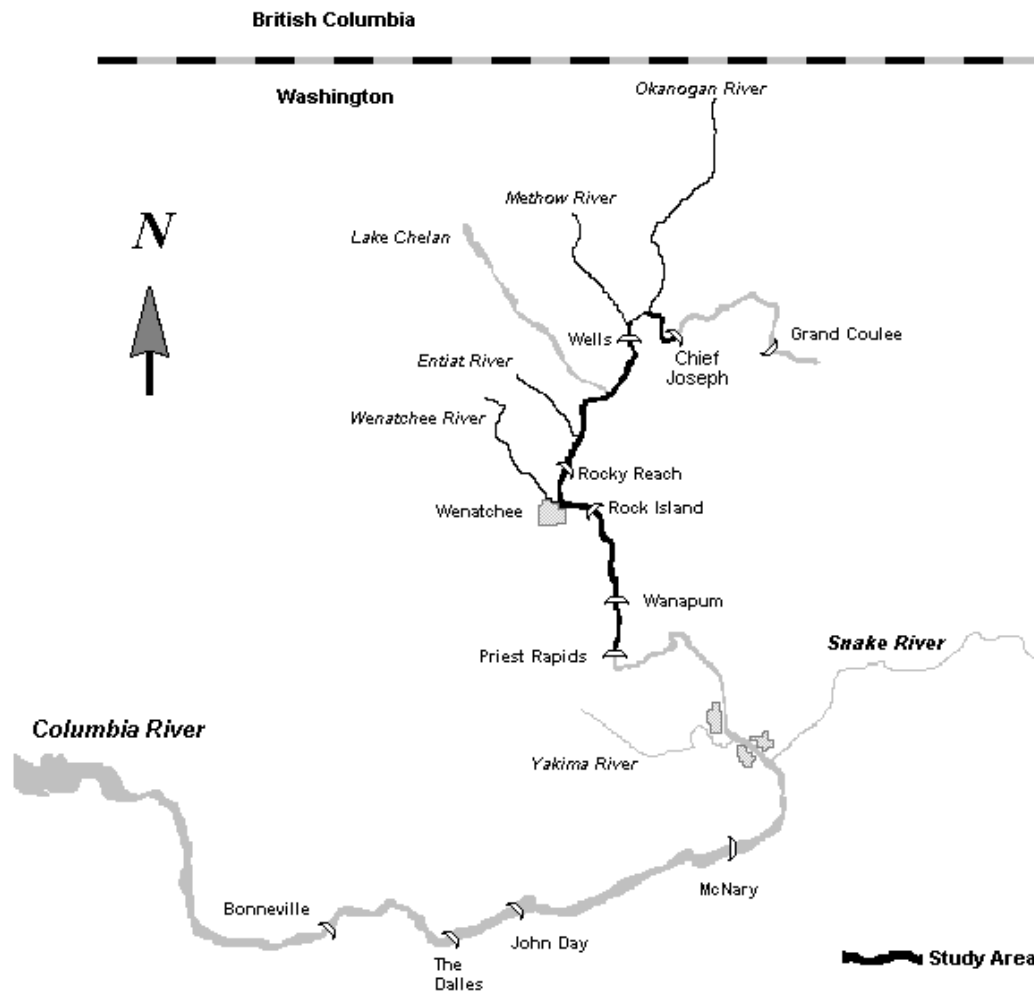 British Columbia
Washington
Okanogan River
Methow River
N
Lake Chelan
Wells
Grand Coulee
Chief
Joseph
Entiat River
Wenatchee River
Rocky Reach
Wenatchee
Rock Island
Wanapum
Priest Rapids
Snake River
Columbia River
Yakima River
McNary
Bonneville
John Day
The
Dalles
Study Area